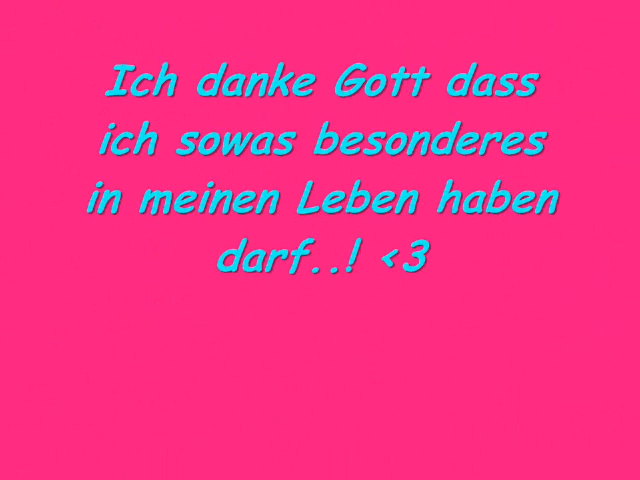 Ich danke Gott dass
ich sowas besonderes
in meinen Leben haben
darf..! <3